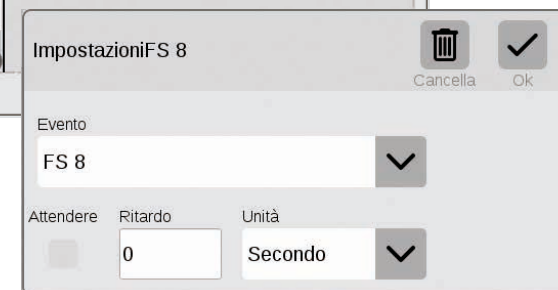 ImpostazioniFS 8
Cancella
Ok
Evento
FS 8
Attendere Ritardo Unità
0 Secondo